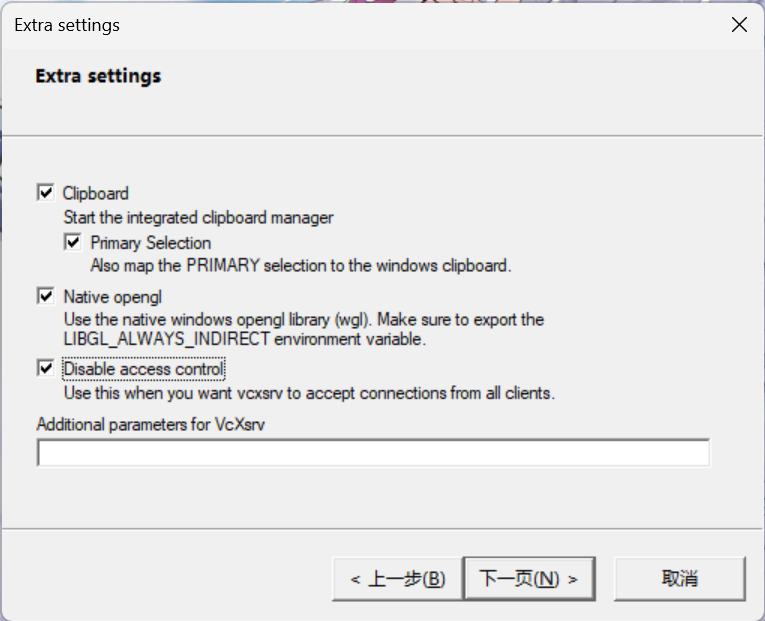 Extra settings
Extra settings
Clipboard
Start the integrated clipboard manager
Primary Selection
Also map the PRIMARY selection to the windows clipboard.
Native opengl
Use the native windows opengl library (wgl). Make sure to export the
LIBGL_ALWAYS_INDIRECT environment variable.
Disable access control
Use this when you want vcxsrv to accept connections from all clients.
Additional parameters for VcXsrv
< 上一步(B) 下一页(N) > 取消